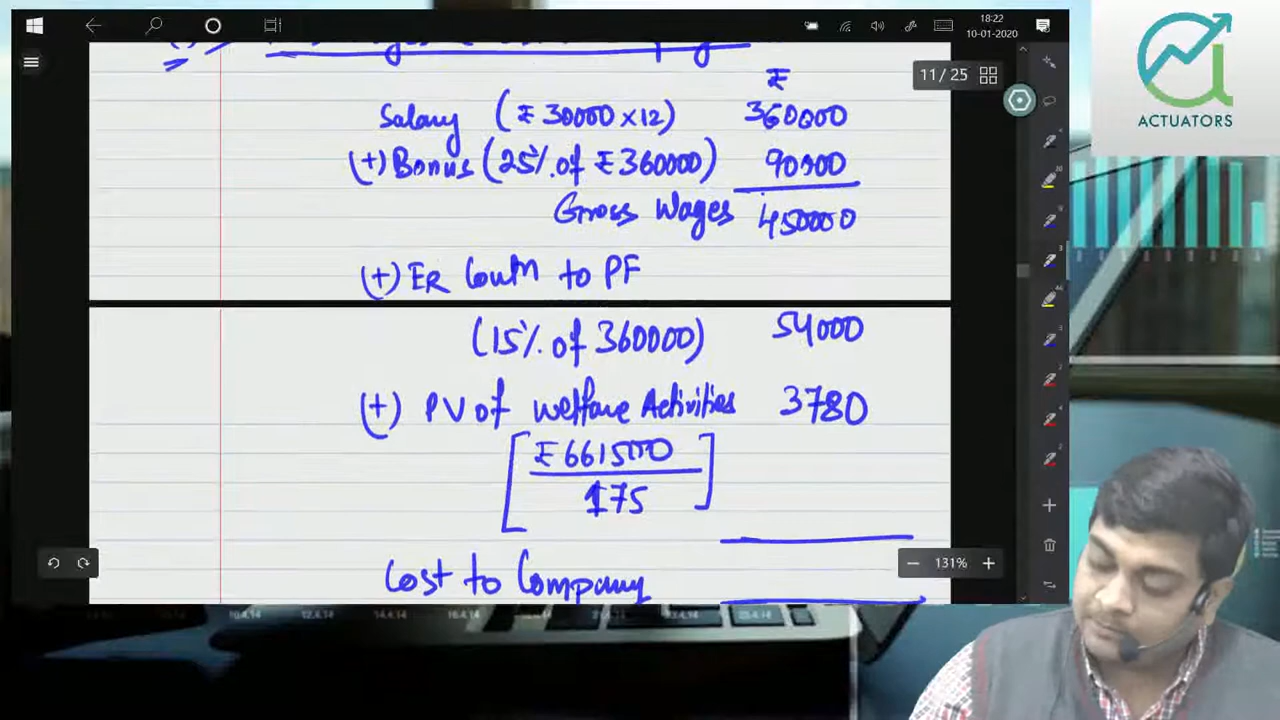 18:22
10-01-2020
11 / 25
ACTUATORS
₹
Salary (₹30000 × 12) 360000
(+) Bonus (25% of ₹360000) 90000
Gross Wages 450000
(+) ER to PF
(15% of 360000) 54000
(+) PV of Welfare Activities 3780
[₹661500
175]
Cost to Company
131%